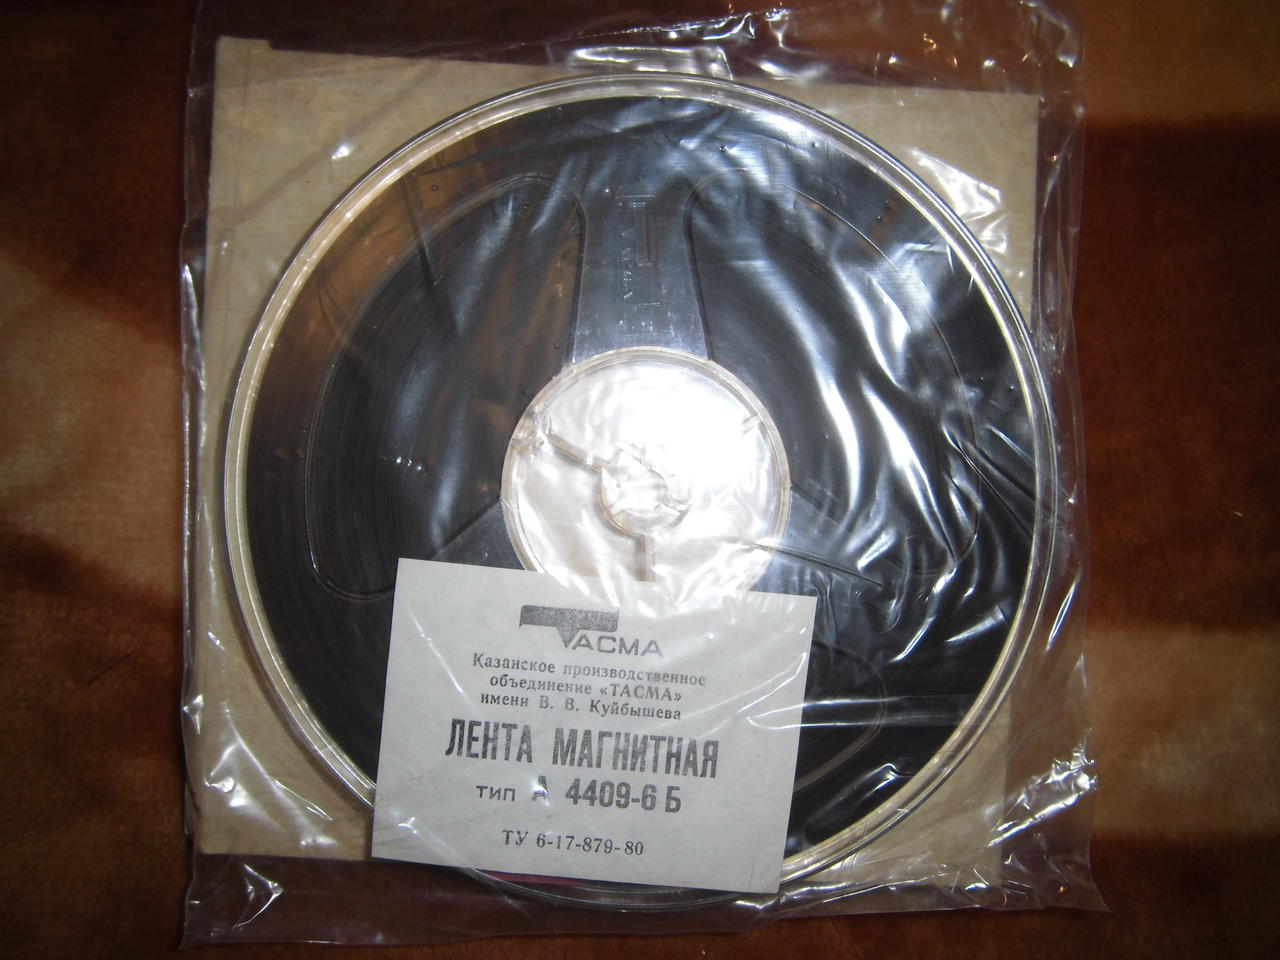 ТАСМА
Казанское производственное
объединение «ТАСМА»
имени В. В. Куйбышева
ЛЕНТА МАГНИТНАЯ
тип А 4409-6 Б
ТУ 6-17-879-80